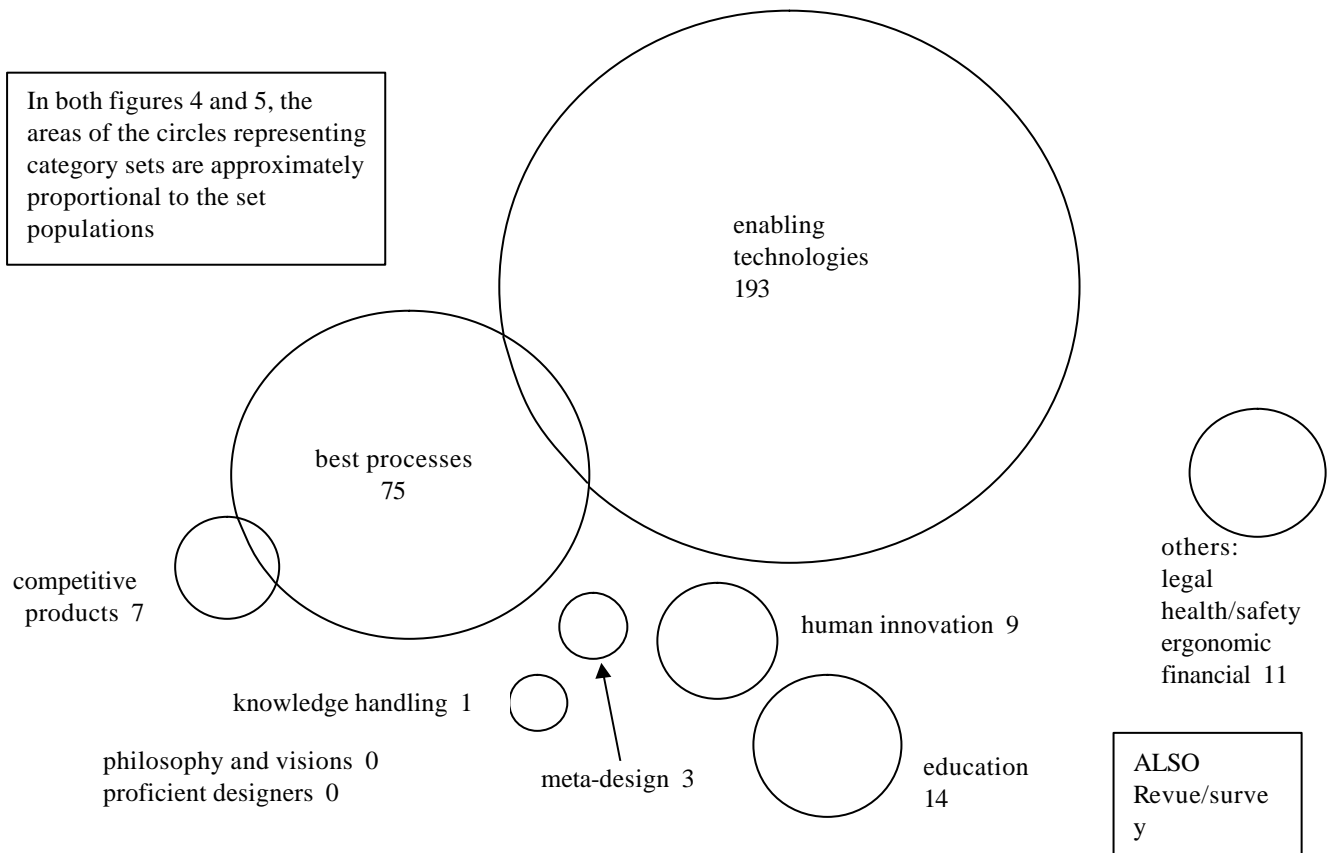 In both figures 4 and 5, the
areas of the circles representing
category sets are approximately
proportional to the set
populations
enabling
technologies
193
best processes
75
competitive
products 7
others:
legal
health/safety
ergonomic
financial 11
human innovation 9
knowledge handling 1
philosophy and visions 0
proficient designers 0
meta-design 3
education
14
ALSO
Revue/surve
y